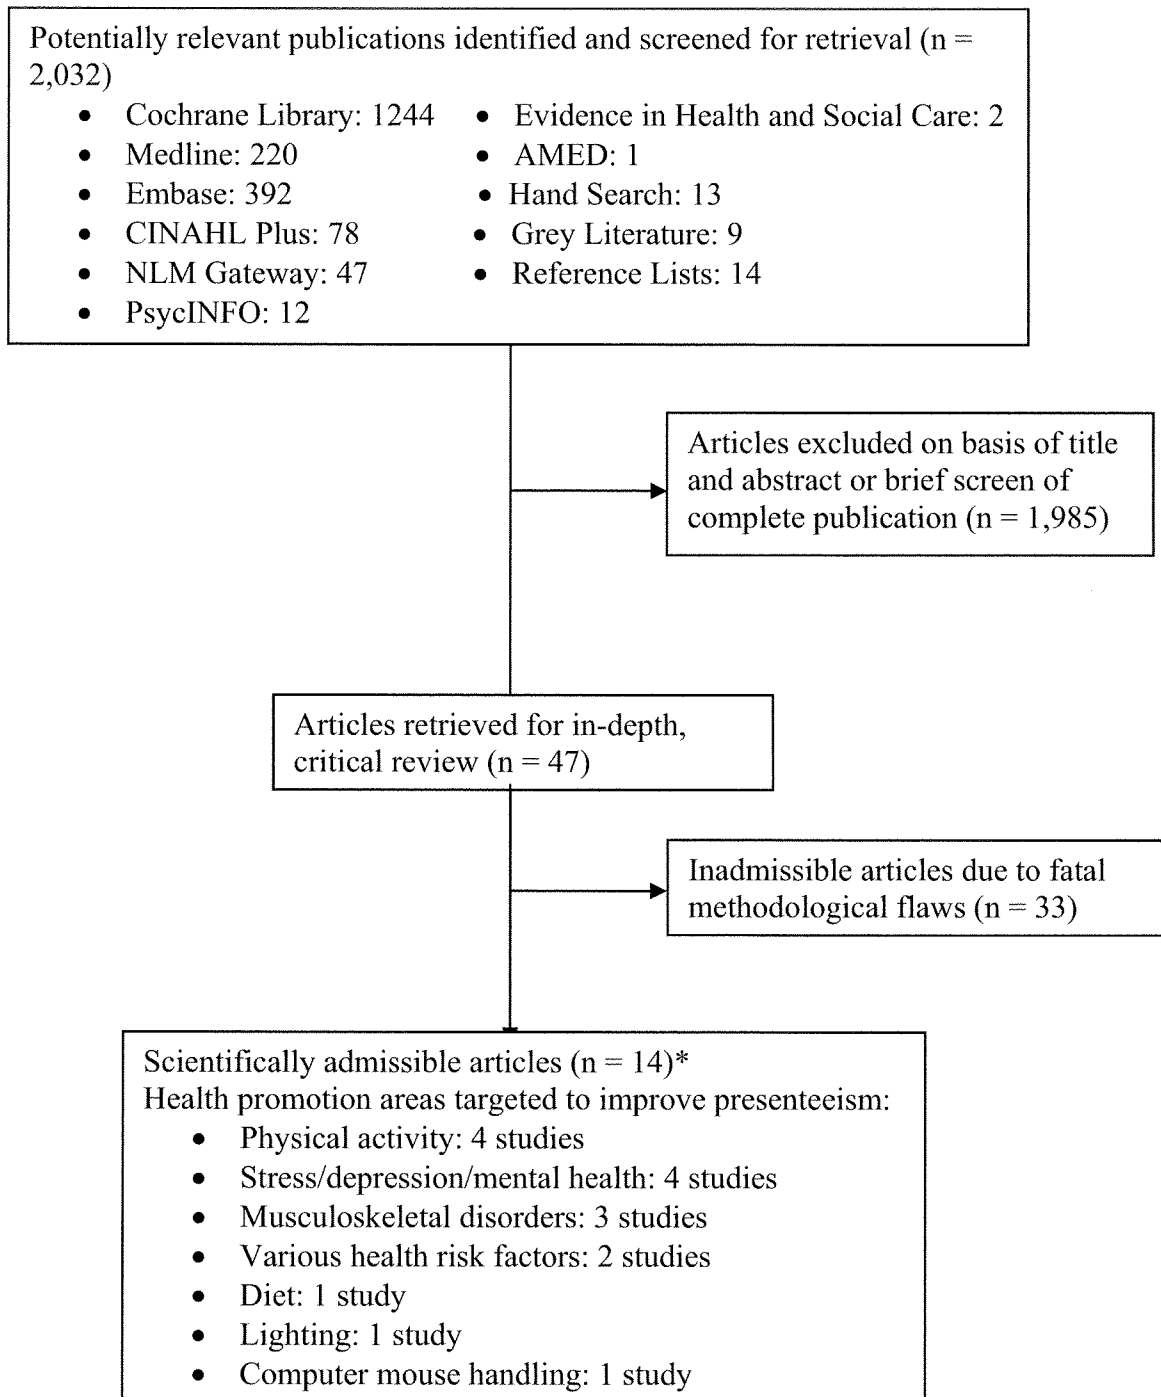 Potentially relevant publications identified and screened for retrieval (n =
2,032)
• Cochrane Library: 1244
• Medline: 220
• Embase: 392
• CINAHL Plus: 78
• NLM Gateway: 47
• PsycINFO: 12
• Evidence in Health and Social Care: 2
• AMED: 1
• Hand Search: 13
• Grey Literature: 9
• Reference Lists: 14
Articles excluded on basis of title
and abstract or brief screen of
complete publication (n = 1,985)
Articles retrieved for in-depth,
critical review (n = 47)
Inadmissible articles due to fatal
methodological flaws (n = 33)
Scientifically admissible articles (n = 14)*
Health promotion areas targeted to improve presenteeism:
• Physical activity: 4 studies
• Stress/depression/mental health: 4 studies
• Musculoskeletal disorders: 3 studies
• Various health risk factors: 2 studies
• Diet: 1 study
• Lighting: 1 study
• Computer mouse handling: 1 study